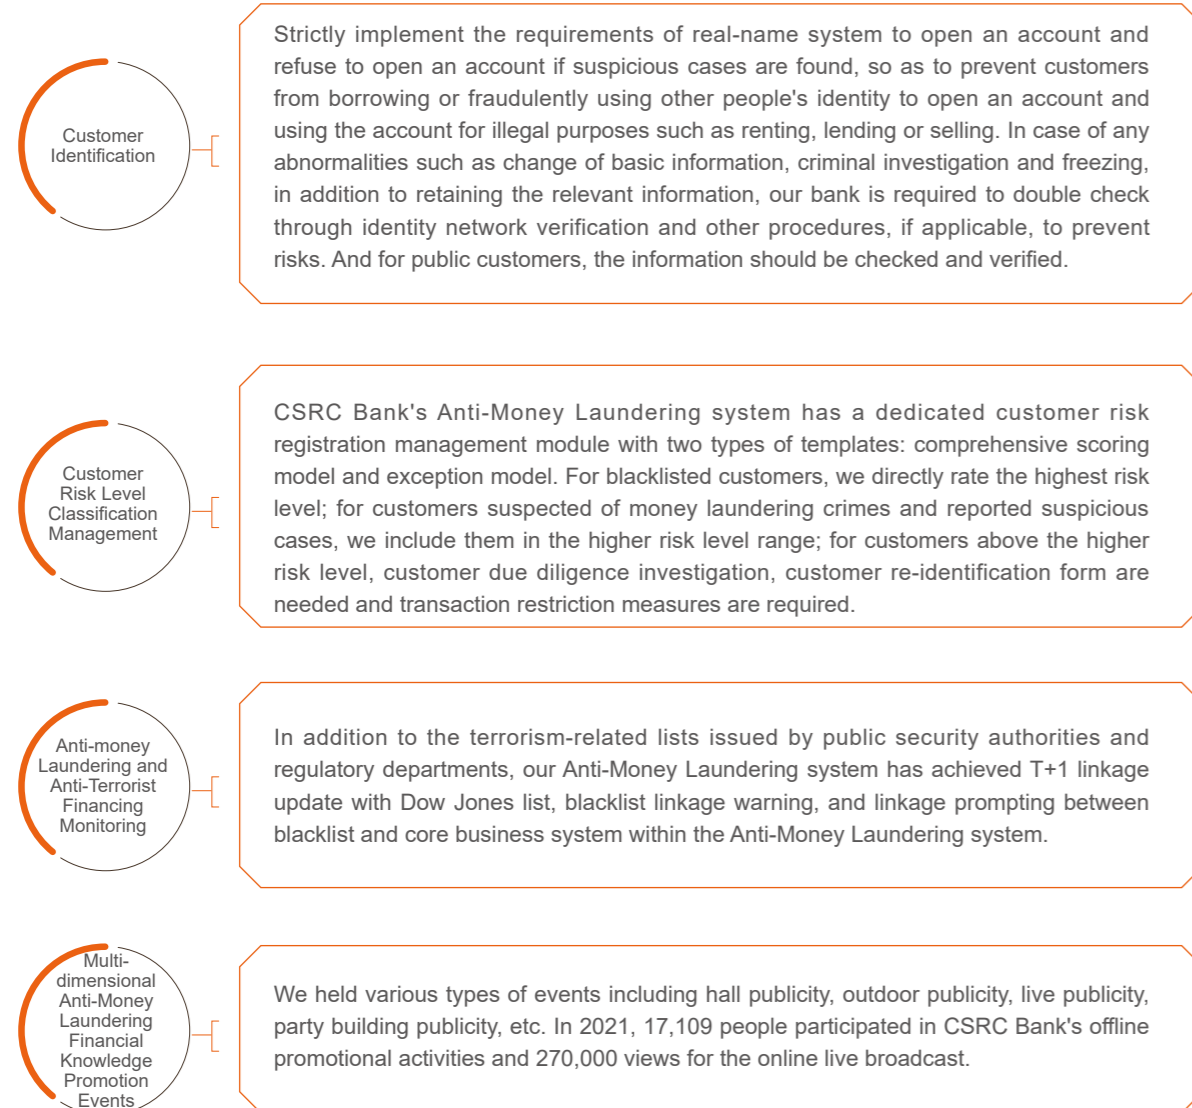 Customer
Identification
Strictly implement the requirements of real-name system to open an account and
refuse to open an account if suspicious cases are found, so as to prevent customers
from borrowing or fraudulently using other people's identity to open an account and
using the account for illegal purposes such as renting, lending or selling. In case of any
abnormalities such as change of basic information, criminal investigation and freezing,
in addition to retaining the relevant information, our bank is required to double check
through identity network verification and other procedures, if applicable, to prevent
risks. And for public customers, the information should be checked and verified.
Customer
Risk Level
Classification
Management
CSRC Bank's Anti-Money Laundering system has a dedicated customer risk
registration management module with two types of templates: comprehensive scoring
model and exception model. For blacklisted customers, we directly rate the highest risk
level; for customers suspected of money laundering crimes and reported suspicious
cases, we include them in the higher risk level range; for customers above the higher
risk level, customer due diligence investigation, customer re-identification form are
needed and transaction restriction measures are required.
Anti-money
Laundering and
Anti-Terrorist
Financing
Monitoring
In addition to the terrorism-related lists issued by public security authorities and
regulatory departments, our Anti-Money Laundering system has achieved T+1 linkage
update with Dow Jones list, blacklist linkage warning, and linkage prompting between
blacklist and core business system within the Anti-Money Laundering system.
Multi-
dimensional
Anti-Money
Laundering
Financial
Knowledge
Promotion
Events
We held various types of events including hall publicity, outdoor publicity, live publicity,
party building publicity, etc. In 2021, 17,109 people participated in CSRC Bank's offline
promotional activities and 270,000 views for the online live broadcast.